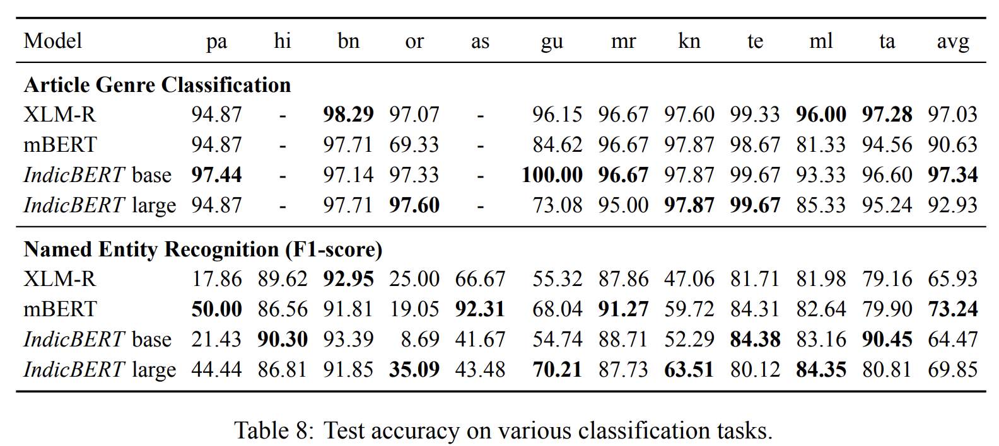 Model pa hi bn or as gu mr kn te ml ta avg
Article Genre Classification
XLM-R 94.87 - 98.29 97.07 - 96.15 96.67 97.60 99.33 96.00 97.28 97.03
mBERT 94.87 - 97.71 69.33 - 84.62 96.67 97.87 98.67 81.33 94.56 90.63
IndicBERT base 97.44 - 97.14 97.33 - 100.00 96.67 97.87 99.67 93.33 96.60 97.34
IndicBERT large 94.87 - 97.71 97.60 - 73.08 95.00 97.87 99.67 85.33 95.24 92.93
Named Entity Recognition (F1-score)
XLM-R 17.86 89.62 92.95 25.00 66.67 55.32 87.86 47.06 81.71 81.98 79.16 65.93
mBERT 50.00 86.56 91.81 19.05 92.31 68.04 91.27 59.72 84.31 82.64 79.90 73.24
IndicBERT base 21.43 90.30 93.39 8.69 41.67 54.74 88.71 52.29 84.38 83.16 90.45 64.47
IndicBERT large 44.44 86.81 91.85 35.09 43.48 70.21 87.73 63.51 80.12 84.35 80.81 69.85
Table 8: Test accuracy on various classification tasks.